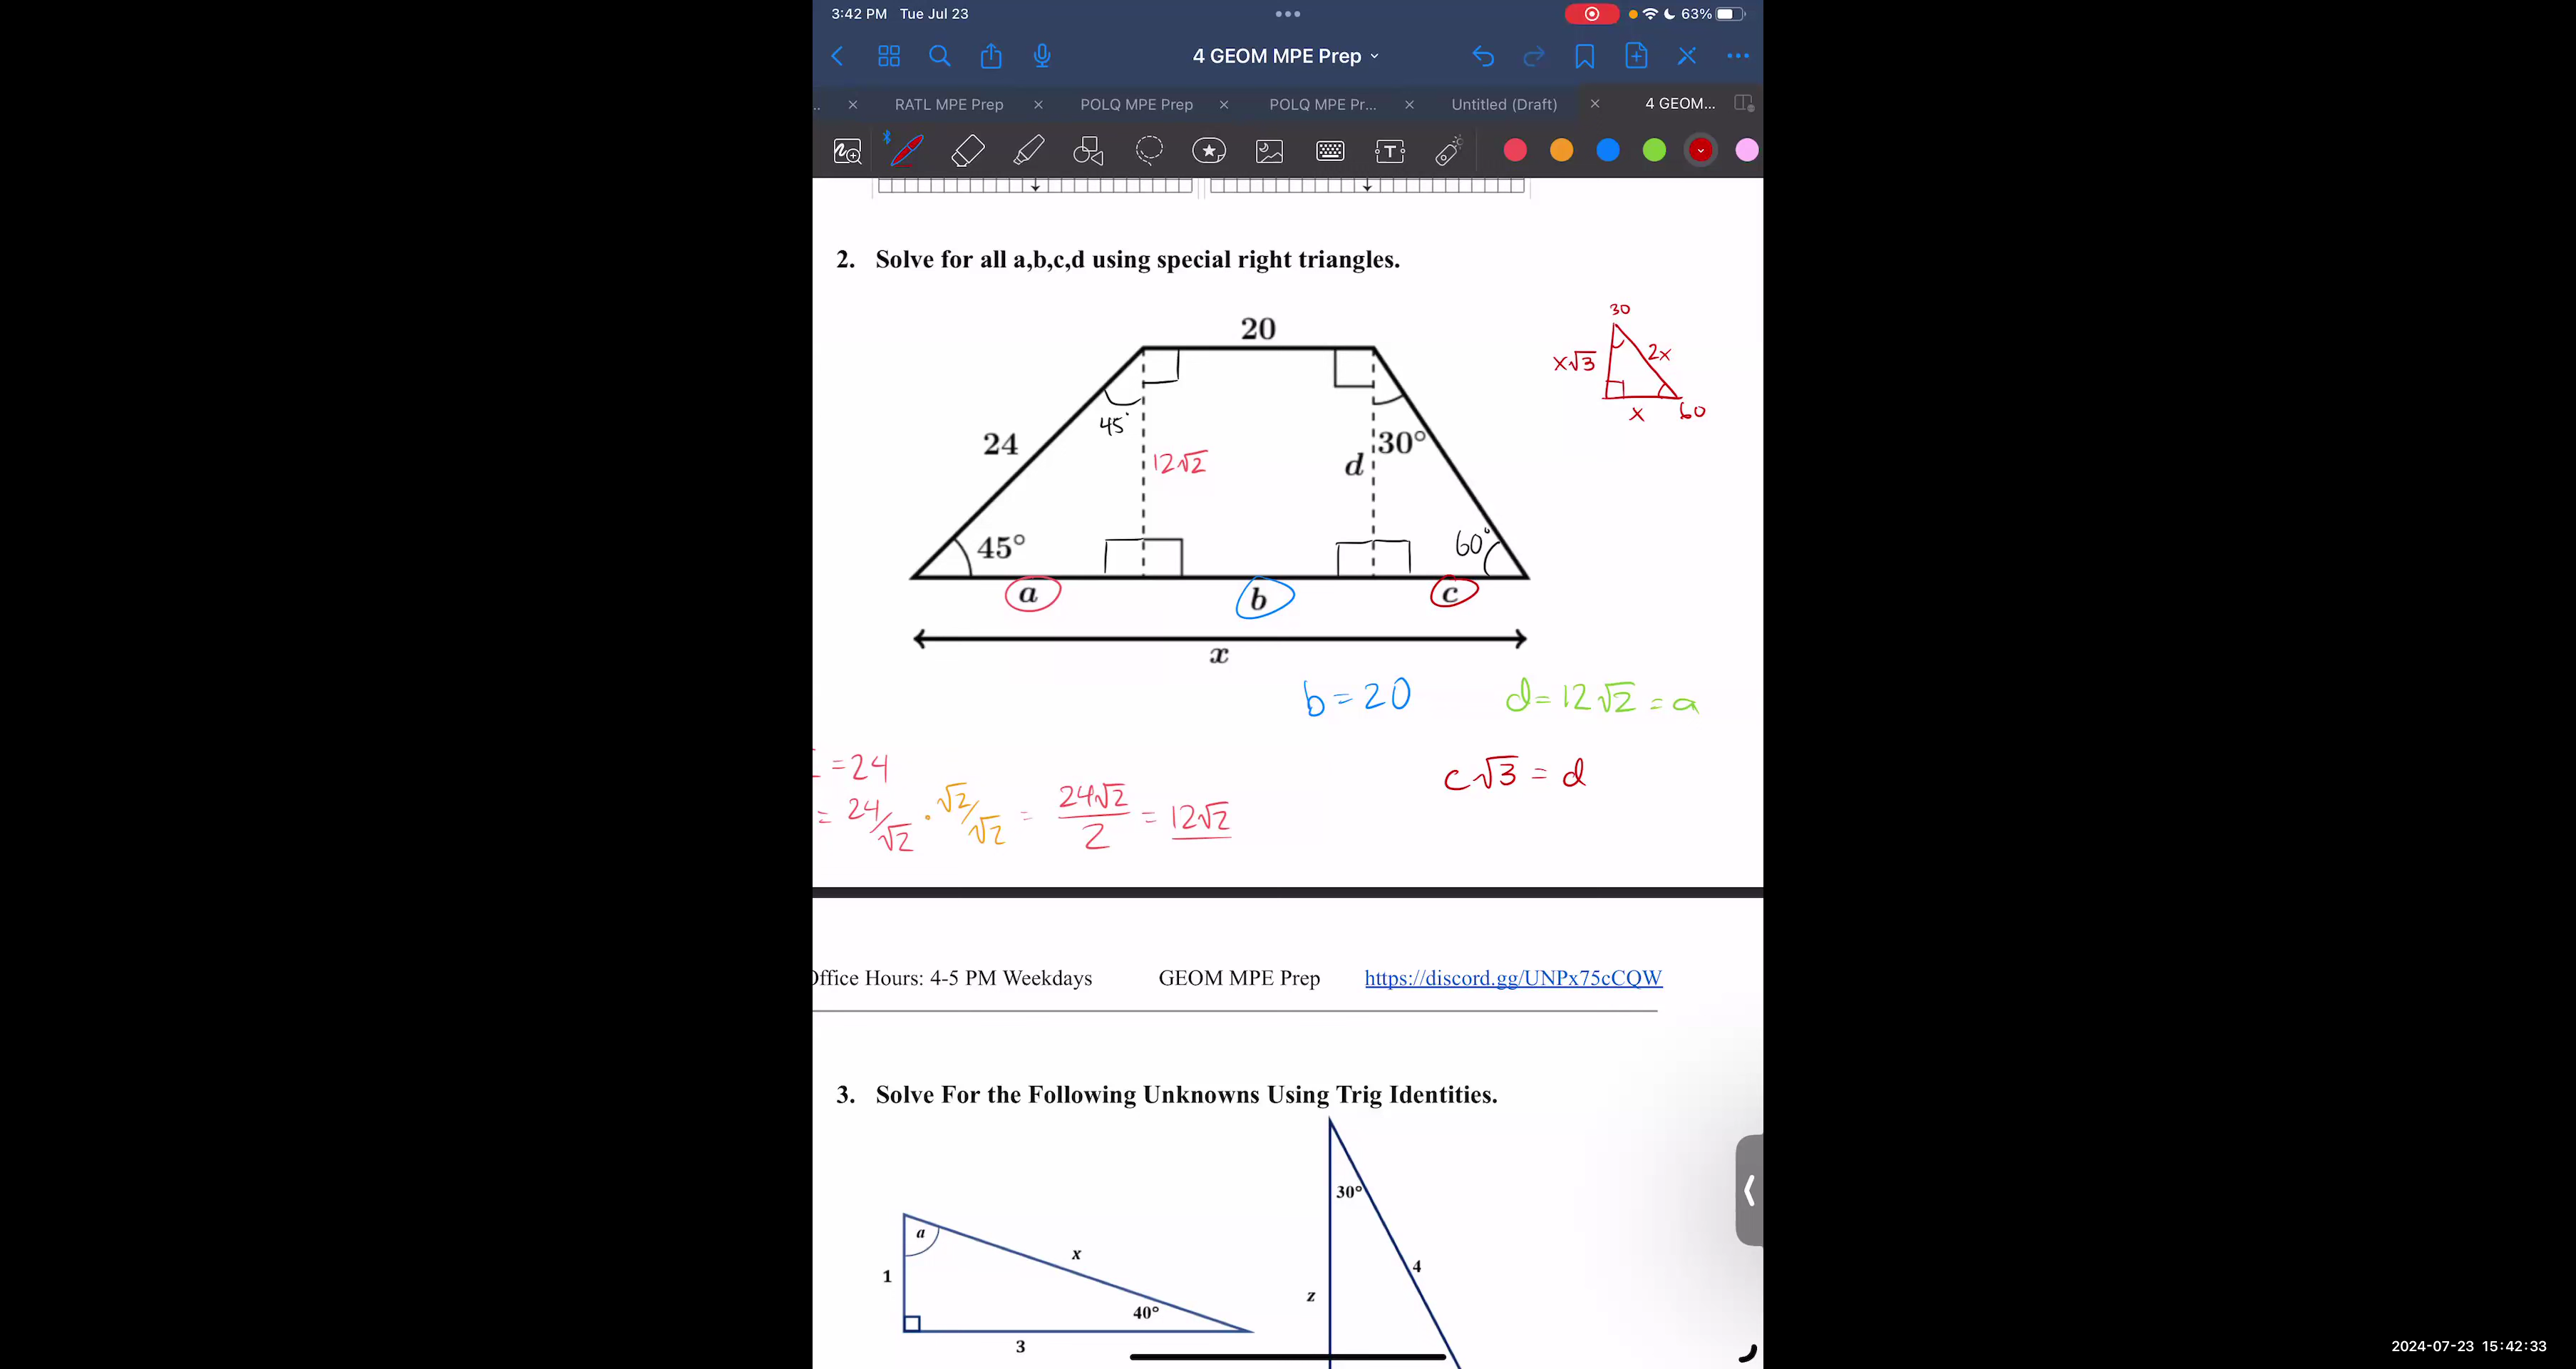 3:42 PM Tue Jul 23
63%
4 GEOM MPE Prep
.. RATL MPE Prep POLQ MPE Prep POLQ MPE Pr... Untitled (Draft) 4 GEOM...
2. Solve for all a,b,c,d using special right triangles.
30
20
x√3 2x
x 60
45°
24
12√2
30°
d
45°
60°
a b c
x
b = 20 d = 12√2 = a
= 24
c√3 = d
= 24/√2 · √2/√2 = 24√2/2 = 12√2
Office Hours: 4-5 PM Weekdays GEOM MPE Prep https://discord.gg/UNPx75cCQW
3. Solve For the Following Unknowns Using Trig Identities.
30°
a
x
1
4
z
40°
3
2024-07-23 15:42:33